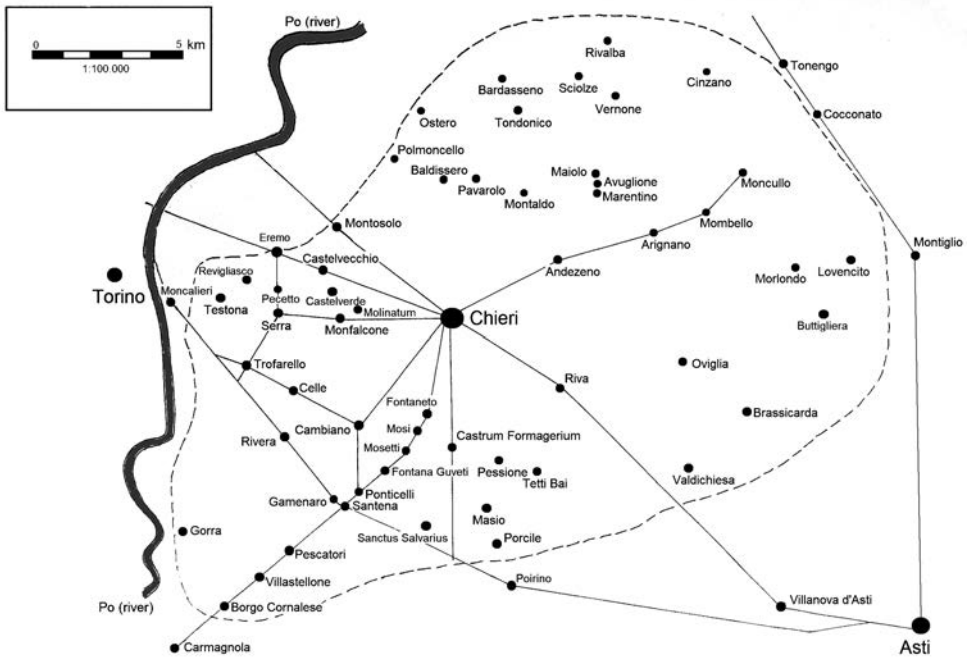 Po (river)
0 5 km
1:100.000
Rivalba
Tonengo
Sciolze
Cinzano
Bardasseno
Vernone
Ostero
Tondonico
Cocconato
Polmoncello
Baldissero
Pavarolo
Maiolo
Avuglione
Marentino
Moncullo
Montaldo
Montosolo
Mombello
Eremo
Arignano
Castelvecchio
Andezeno
Montiglio
Revigliasco
Morlondo
Lovencito
Torino
Moncalieri
Testona
Pecetto
Castelverde
Molinatum
Serra
Monfalcone
Chieri
Buttigliera
Trofarello
Oviglia
Celle
Riva
Fontaneto
Brassicarda
Cambiano
Mosi
Rivera
Mosetti
Castrum Formagerium
Fontana Guveti
Pessione
Tetti Bai
Valdichiesa
Ponticelli
Gamenaro
Santena
Masio
Gorra
Sanctus Salvarius
Porcile
Pescatori
Villastellone
Poirino
Po (river)
Borgo Cornalese
Villanova d'Asti
Carmagnola
Asti